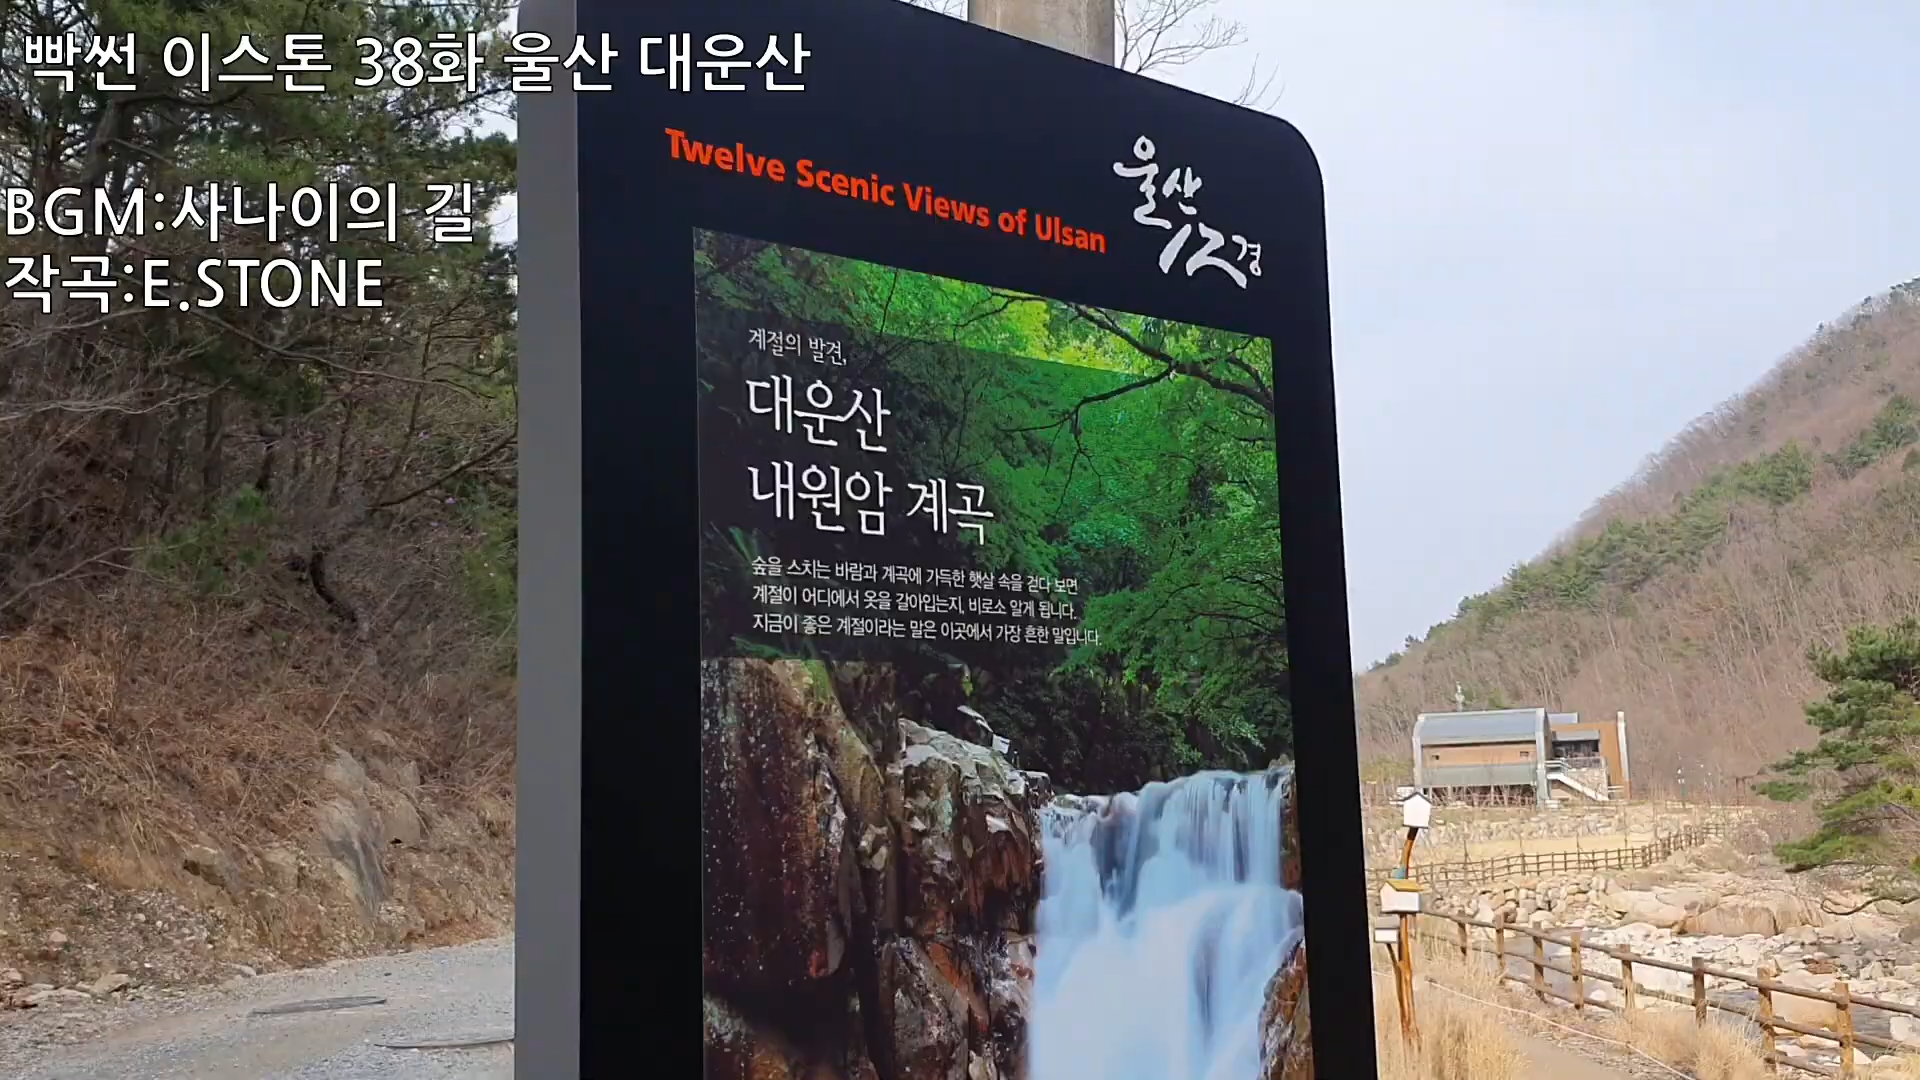 빡썬 이스톤 38화 울산 대운산
BGM:사나이의 길
작곡:E.STONE
Twelve Scenic Views of Ulsan
울산12경
계절의 발견,
대운산
내원암 계곡
숲을 스치는 바람과 계곡에 가득한 햇살 속을 걷다 보면
계절이 어디에서 옷을 갈아입는지, 비로소 알게 됩니다.
지금이 좋은 계절이라는 말은 이곳에서 가장 흔한 말입니다.